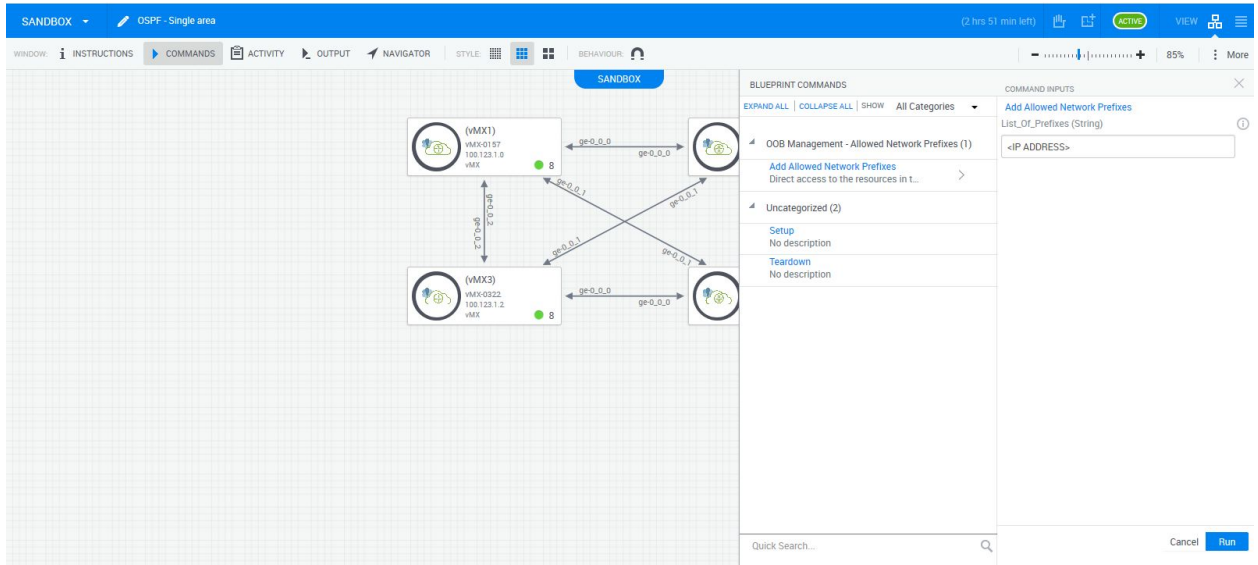 SANDBOX
OSPF - Single area
(2 hrs 51 min left)
ACTIVE
VIEW
WINDOW:
INSTRUCTIONS
COMMANDS
ACTIVITY
OUTPUT
NAVIGATOR
STYLE:
BEHAVIOUR:
85%
More
SANDBOX
(vMX1)
vMX-0157
100.123.1.0
vMX
8
ge-0_0_0
ge-0_0_0
ge-0_0_1
ge-0_0_1
ge-0_0_2
ge-0_0_2
ge-0_0_1
ge-0_0_1
(vMX3)
vMX-0322
100.123.1.2
vMX
8
ge-0_0_0
ge-0_0_0
BLUEPRINT COMMANDS
EXPAND ALL | COLLAPSE ALL | SHOW All Categories
OOB Management - Allowed Network Prefixes (1)
Add Allowed Network Prefixes
Direct access to the resources in t...
Uncategorized (2)
Setup
No description
Teardown
No description
Quick Search...
COMMAND INPUTS
Add Allowed Network Prefixes
List_Of_Prefixes (String)
<IP ADDRESS>
Cancel
Run